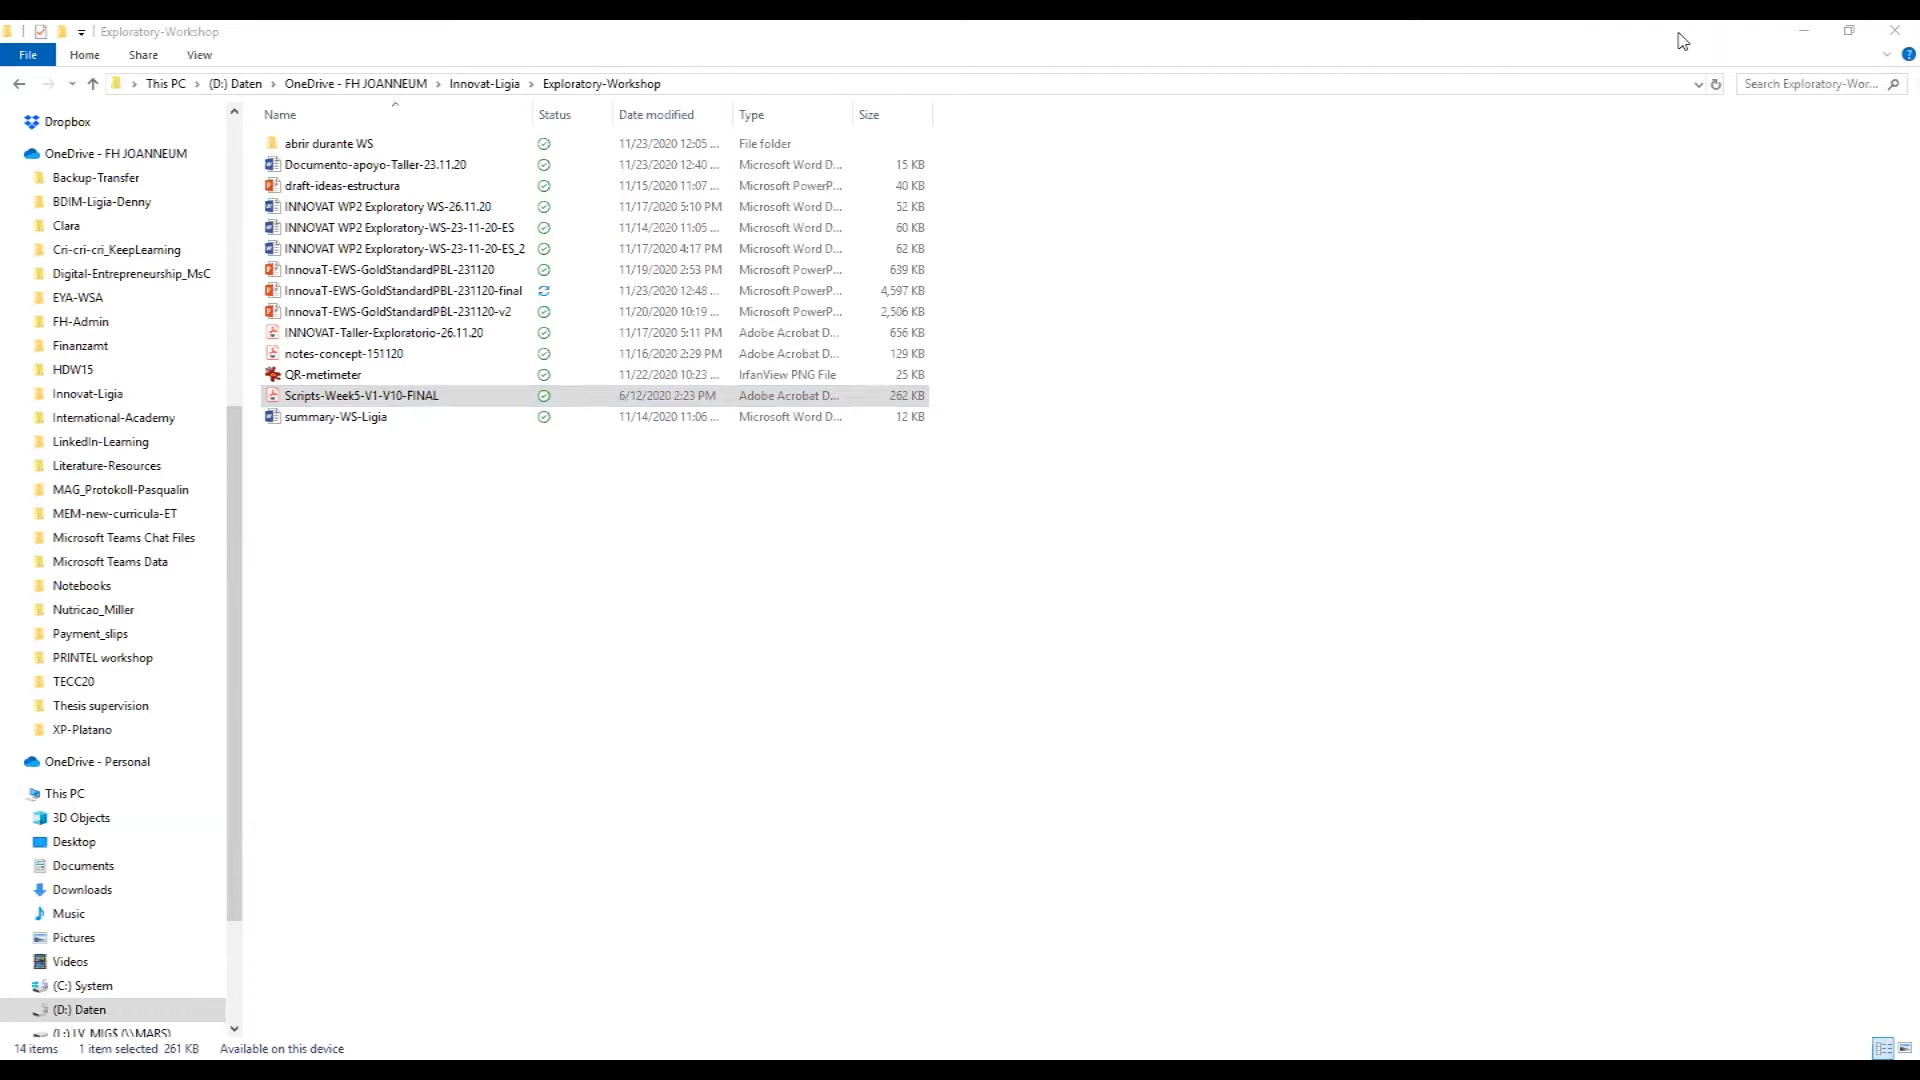 Exploratory-Workshop
File Home Share View
This PC (D:) Daten OneDrive - FH JOANNEUM Innovat-Ligia Exploratory-Workshop Search Exploratory-Wor...
Name Status Date modified Type Size
Dropbox
OneDrive - FH JOANNEUM
Backup-Transfer
BDIM-Ligia-Denny
Clara
Cri-cri-cri_KeepLearning
Digital-Entrepreneurship_MsC
EYA-WSA
FH-Admin
Finanzamt
HDW15
Innovat-Ligia
International-Academy
LinkedIn-Learning
Literature-Resources
MAG_Protokoll-Pasqualin
MEM-new-curricula-ET
Microsoft Teams Chat Files
Microsoft Teams Data
Notebooks
Nutricao_Miller
Payment_slips
PRINTEL workshop
TECC20
Thesis supervision
XP-Platano
OneDrive - Personal
This PC
3D Objects
Desktop
Documents
Downloads
Music
Pictures
Videos
(C:) System
(D:) Daten
(L:) LV_MIG$ (\\MARS)
abrir durante WS 11/23/2020 12:05 ... File folder
Documento-apoyo-Taller-23.11.20 11/23/2020 12:40 ... Microsoft Word D... 15 KB
draft-ideas-estructura 11/15/2020 11:07 ... Microsoft PowerP... 40 KB
INNOVAT WP2 Exploratory WS-26.11.20 11/17/2020 5:10 PM Microsoft Word D... 52 KB
INNOVAT WP2 Exploratory-WS-23-11-20-ES 11/14/2020 11:05 ... Microsoft Word D... 60 KB
INNOVAT WP2 Exploratory-WS-23-11-20-ES_2 11/17/2020 4:17 PM Microsoft Word D... 62 KB
InnovaT-EWS-GoldStandardPBL-231120 11/19/2020 2:53 PM Microsoft PowerP... 639 KB
InnovaT-EWS-GoldStandardPBL-231120-final 11/23/2020 12:48 ... Microsoft PowerP... 4,597 KB
InnovaT-EWS-GoldStandardPBL-231120-v2 11/20/2020 10:19 ... Microsoft PowerP... 2,506 KB
INNOVAT-Taller-Exploratorio-26.11.20 11/17/2020 5:11 PM Adobe Acrobat D... 656 KB
notes-concept-151120 11/16/2020 2:29 PM Adobe Acrobat D... 129 KB
QR-metimeter 11/22/2020 10:23 ... IrfanView PNG File 25 KB
Scripts-Week5-V1-V10-FINAL 6/12/2020 2:23 PM Adobe Acrobat D... 262 KB
summary-WS-Ligia 11/14/2020 11:06 ... Microsoft Word D... 12 KB
14 items 1 item selected 261 KB Available on this device